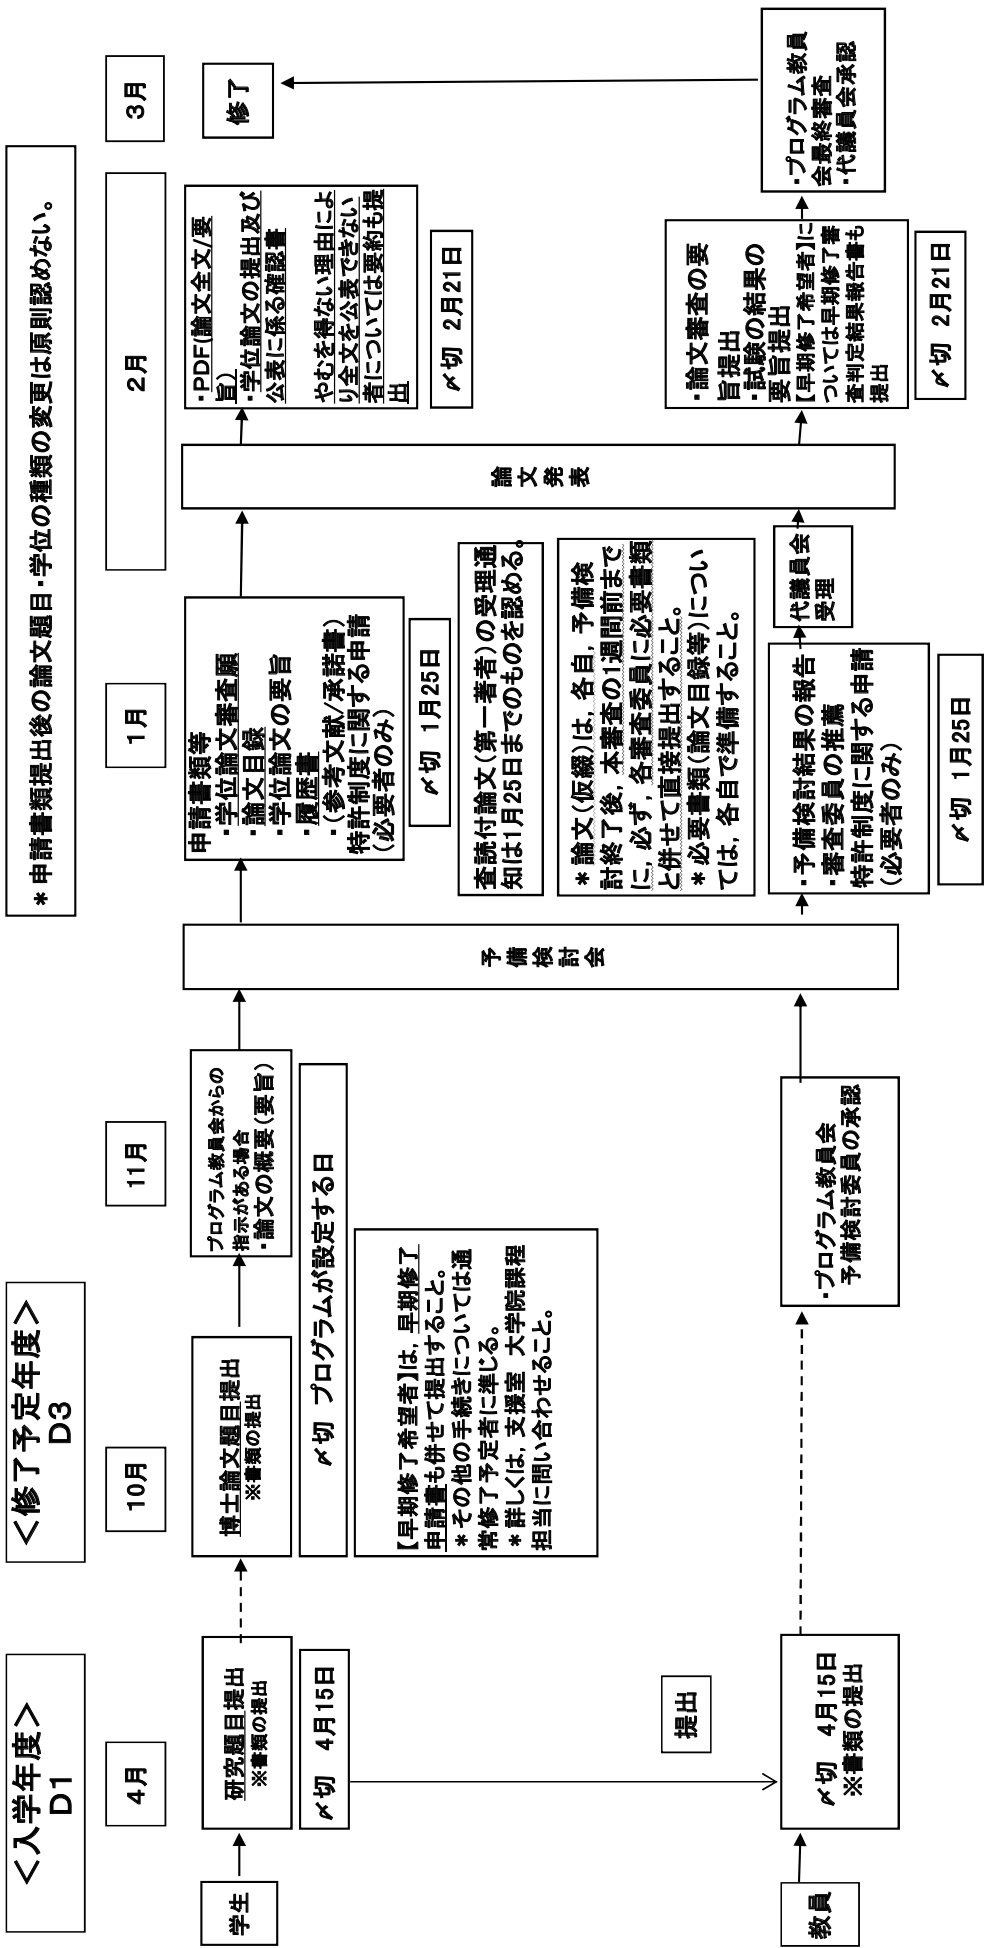 ＜入学年度＞
D1
＜修了予定年度＞
D3
＊申請書類提出後の論文題目・学位の種類の変更は原則認めない。
4月
10月
11月
1月
2月
3月
学生
研究題目提出
※書類の提出
〆切　4月15日
博士論文題目提出
※書類の提出
プログラム教員会からの
指示がある場合
・論文の概要（要旨）
〆切　プログラムが設定する日
【早期修了希望者】は，早期修了
申請書も併せて提出すること。
＊その他の手続きについては通
常修了予定者に準じる。
＊詳しくは，支援室　大学院課程
担当に問い合わせること。
予備検討会
申請書類等
・学位論文審査願
・論文目録
・学位論文の要旨
・履歴書
・（参考文献/承諾書）
特許制度に関する申請
（必要者のみ）
〆切　1月25日
査読付論文（第一著者）の受理通
知は1月25日までのものを認める。
＊論文（仮綴）は，各自，予備検
討終了後，本審査の1週間前まで
に，必ず，各審査委員に必要書類
と併せて直接提出すること。
＊必要書類（論文目録等）につい
ては，各自で準備すること。
論文発表
・PDF(論文全文/要
旨）
・学位論文の提出及び
公表に係る確認書
やむを得ない理由によ
り全文を公表できない
者については要約も提
出
〆切　2月21日
修了
提出
教員
〆切　4月15日
※書類の提出
・プログラム教員会
予備検討委員の承認
・予備検討結果の報告
・審査委員の推薦
特許制度に関する申請
（必要者のみ）
〆切　1月25日
代議員会
受理
・論文審査の要
旨提出
・試験の結果の
要旨提出
【早期修了希望者】に
ついては早期修了審
査判定結果報告書も
提出
〆切　2月21日
・プログラム教員
会最終審査
・代議員会承認